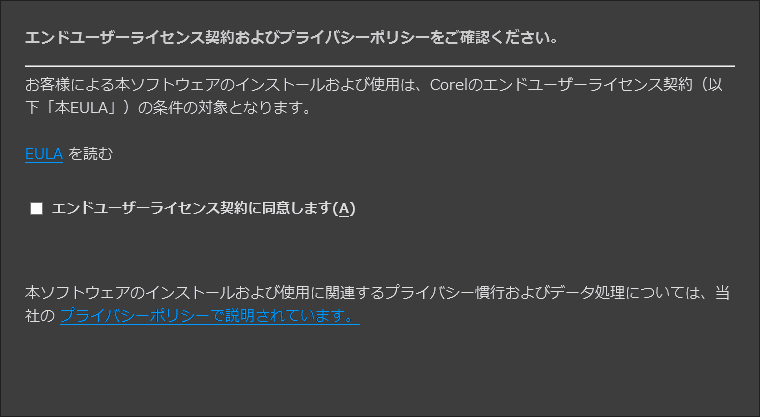 エンドユーザーライセンス契約およびプライバシーポリシーをご確認ください。
お客様による本ソフトウェアのインストールおよび使用は、Corelのエンドユーザーライセンス契約（以
下「本EULA」）の条件の対象となります。
EULA を読む
エンドユーザーライセンス契約に同意します(A)
本ソフトウェアのインストールおよび使用に関連するプライバシー慣行およびデータ処理については、当
社の プライバシーポリシーで説明されています。